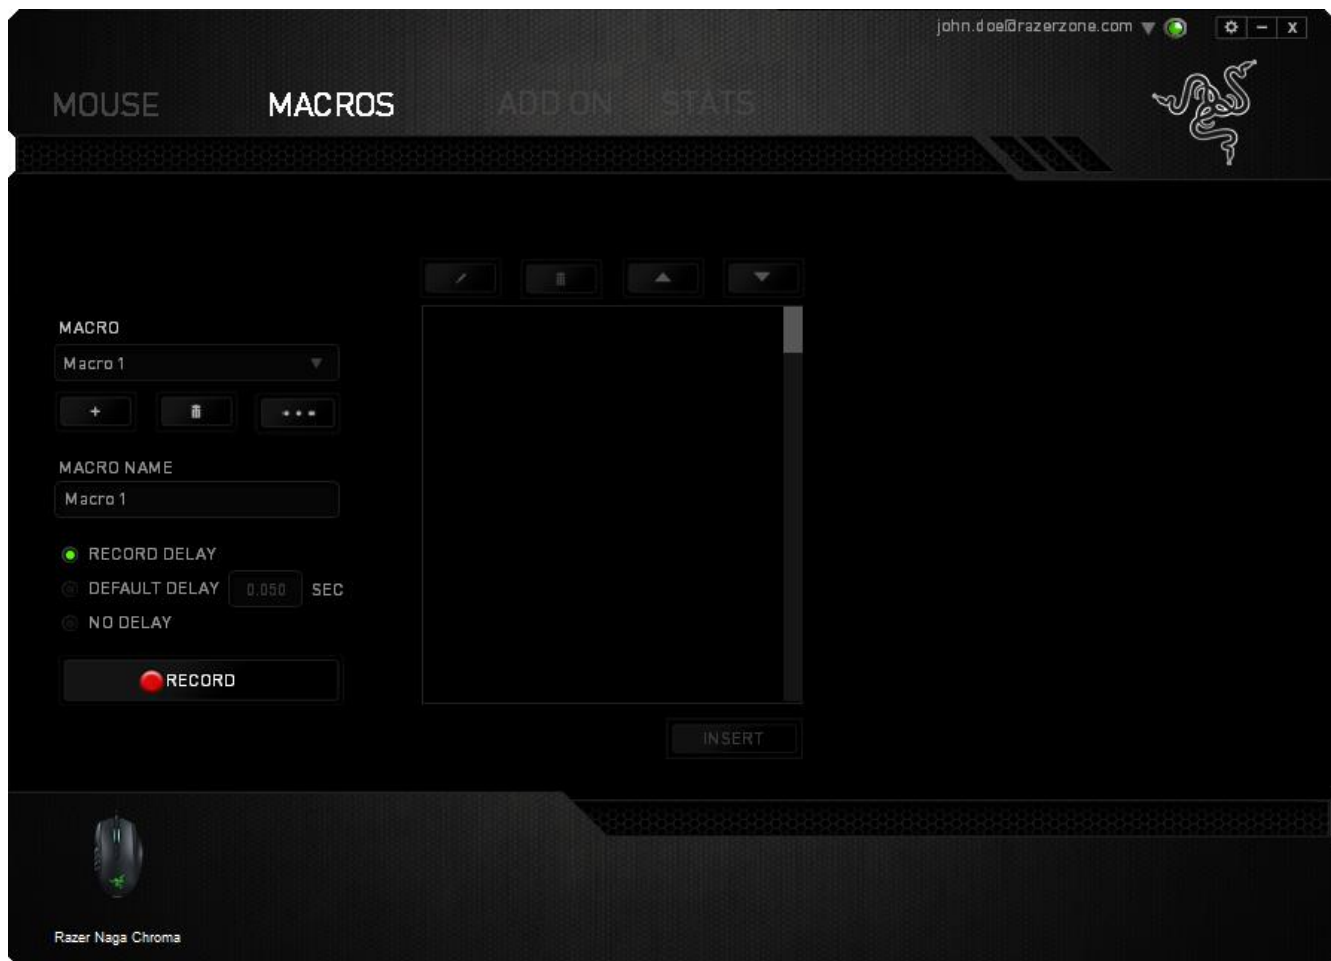 john.doe@razerzone.com
MOUSE MACROS ADD ON STATS
MACRO
Macro 1
MACRO NAME
Macro 1
RECORD DELAY
DEFAULT DELAY 0.050 SEC
NO DELAY
RECORD
INSERT
Razer Naga Chroma